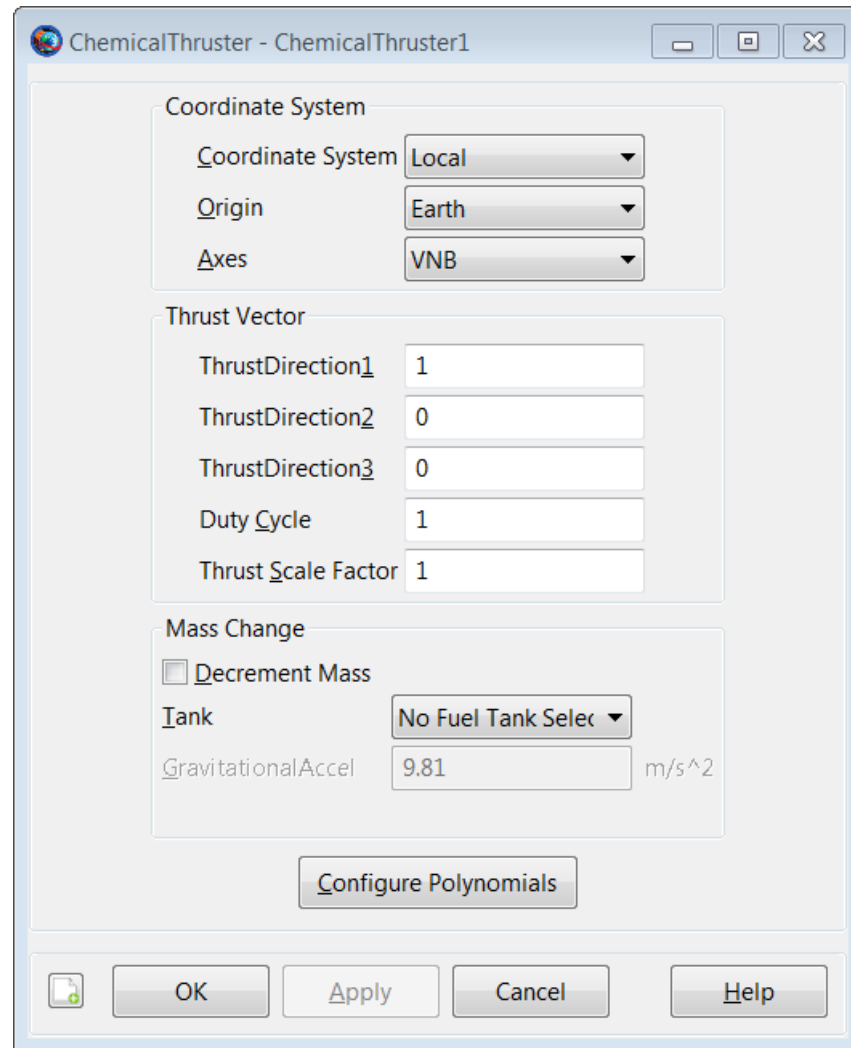 ChemicalThruster - ChemicalThruster1
Coordinate System
Coordinate System Local
Origin Earth
Axes VNB
Thrust Vector
ThrustDirection1 1
ThrustDirection2 0
ThrustDirection3 0
Duty Cycle 1
Thrust Scale Factor 1
Mass Change
Decrement Mass
Tank No Fuel Tank Selec
GravitationalAccel 9.81 m/s^2
Configure Polynomials
OK Apply Cancel Help